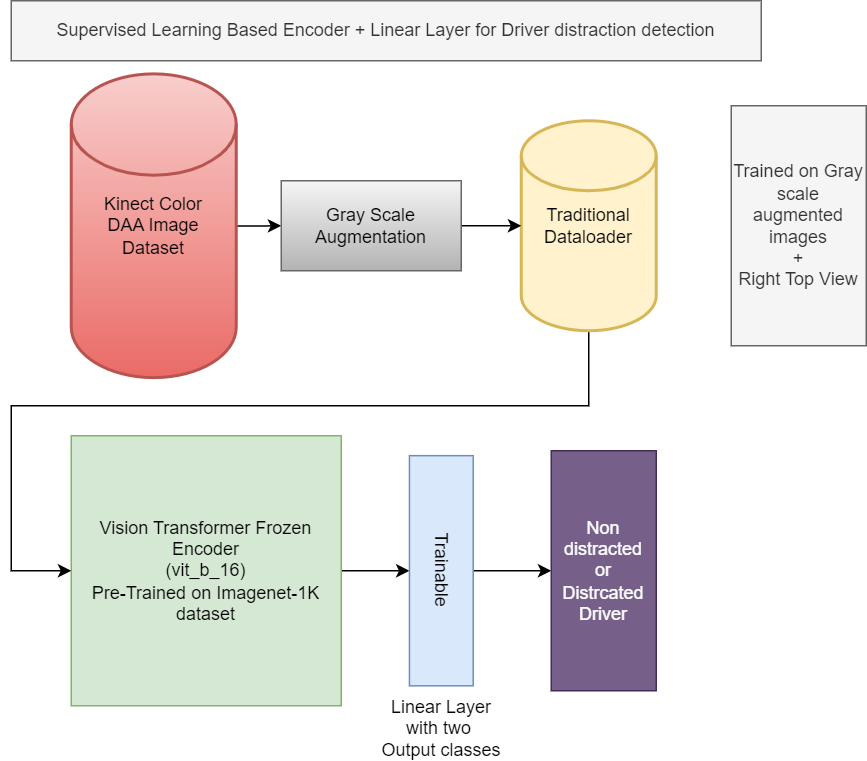 Supervised Learning Based Encoder + Linear Layer for Driver distraction detection
Kinect Color
DAA Image
Dataset
Gray Scale
Augmentation
Traditional
Dataloader
Trained on Gray
scale
augmented
images
+
Right Top View
Vision Transformer Frozen
Encoder
(vit_b_16)
Pre-Trained on Imagenet-1K
dataset
Trainable
Linear Layer
with two
Output classes
Non
distracted
or
Distrcated
Driver